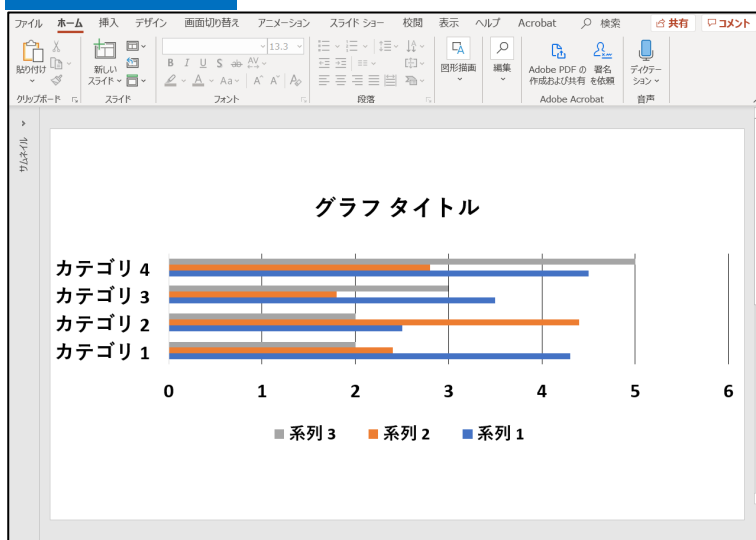 ファイル ホーム 挿入 デザイン 画面切り替え アニメーション スライド ショー 校閲 表示 ヘルプ Acrobat 検索 共有 コメント
13.3
B I U S ab AV
A Aa A A A
貼り付け 新しい スライド 図形描画 編集 Adobe PDF の 作成および共有 署名 を依頼 ディクテー ション
クリップボード スライド フォント 段落 Adobe Acrobat 音声
サムネイル
グラフ タイトル
カテゴリ 4
カテゴリ 3
カテゴリ 2
カテゴリ 1
0 1 2 3 4 5 6
系列 3 系列 2 系列 1